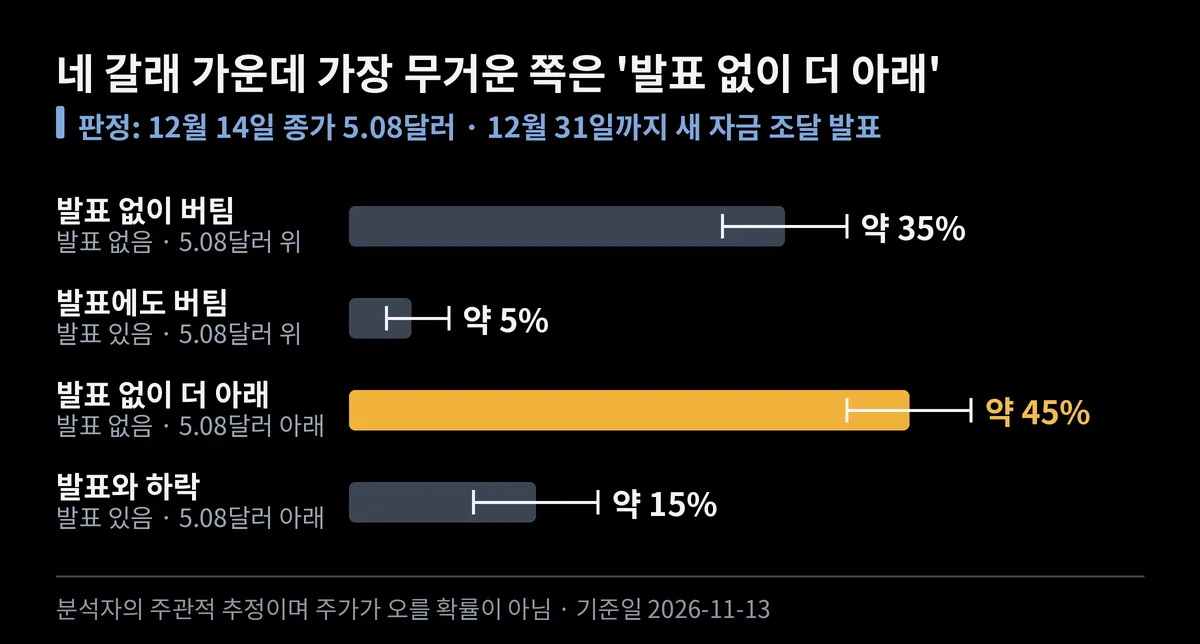 네 갈래 가운데 가장 무거운 쪽은 '발표 없이 더 아래'
판정: 12월 14일 종가 5.08달러 · 12월 31일까지 새 자금 조달 발표
발표 없이 버팀
발표 없음 · 5.08달러 위
약 35%
발표에도 버팀
발표 있음 · 5.08달러 위
약 5%
발표 없이 더 아래
발표 없음 · 5.08달러 아래
약 45%
발표와 하락
발표 있음 · 5.08달러 아래
약 15%
분석자의 주관적 추정이며 주가가 오를 확률이 아님 · 기준일 2026-11-13